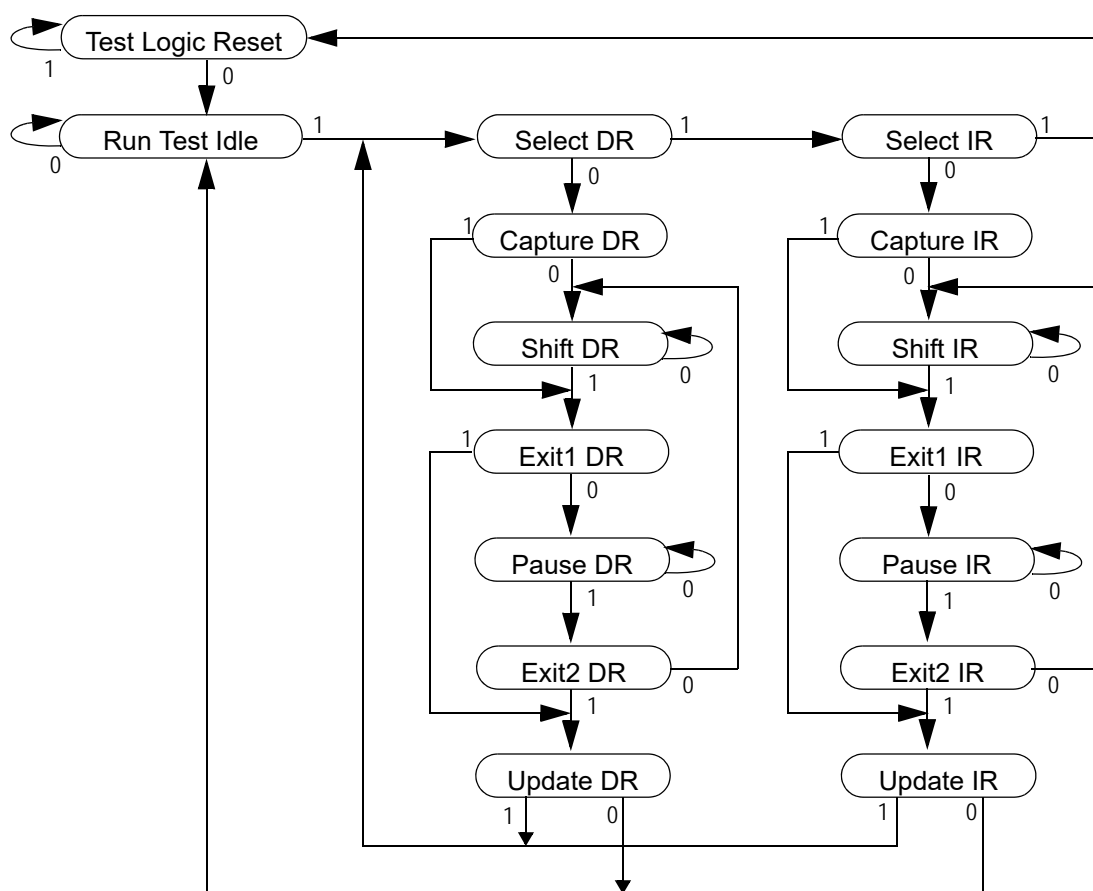 Test Logic Reset
1
0
Run Test Idle
0
1
Select DR
1
0
Select IR
1
0
1
Capture DR
0
1
Capture IR
0
Shift DR
0
1
Shift IR
0
1
1
Exit1 DR
0
1
Exit1 IR
0
Pause DR
0
1
Pause IR
0
1
Exit2 DR
0
1
Exit2 IR
0
1
Update DR
1
0
Update IR
1
0